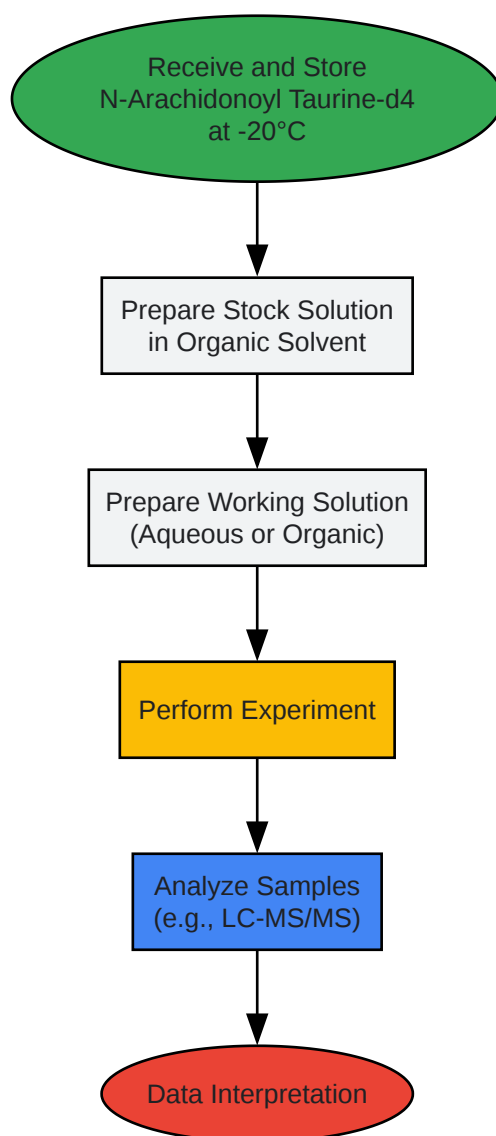 Receive and Store
N-Arachidonoyl Taurine-d4
at -20°C
Prepare Stock Solution
in Organic Solvent
Prepare Working Solution
(Aqueous or Organic)
Perform Experiment
Analyze Samples
(e.g., LC-MS/MS)
Data Interpretation